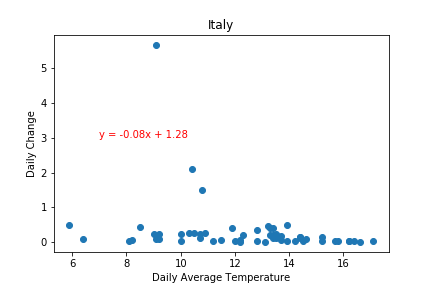 Italy
Daily Change
5
4
3
2
1
0
y = -0.08x + 1.28
6 8 10 12 14 16
Daily Average Temperature